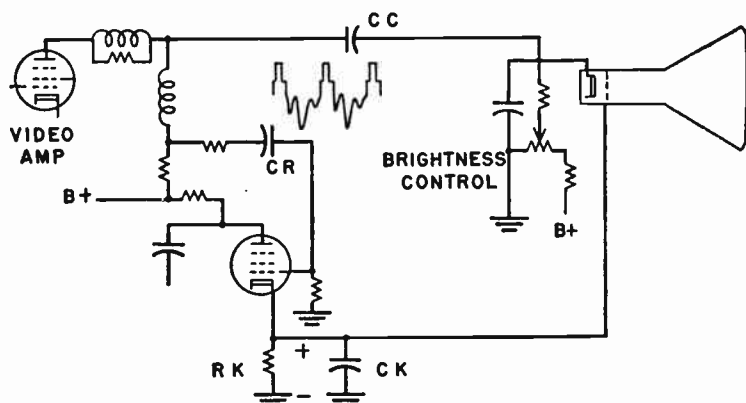 CC
VIDEO
AMP
CR
BRIGHTNESS
CONTROL
B+
B+
+
RK
CK
-